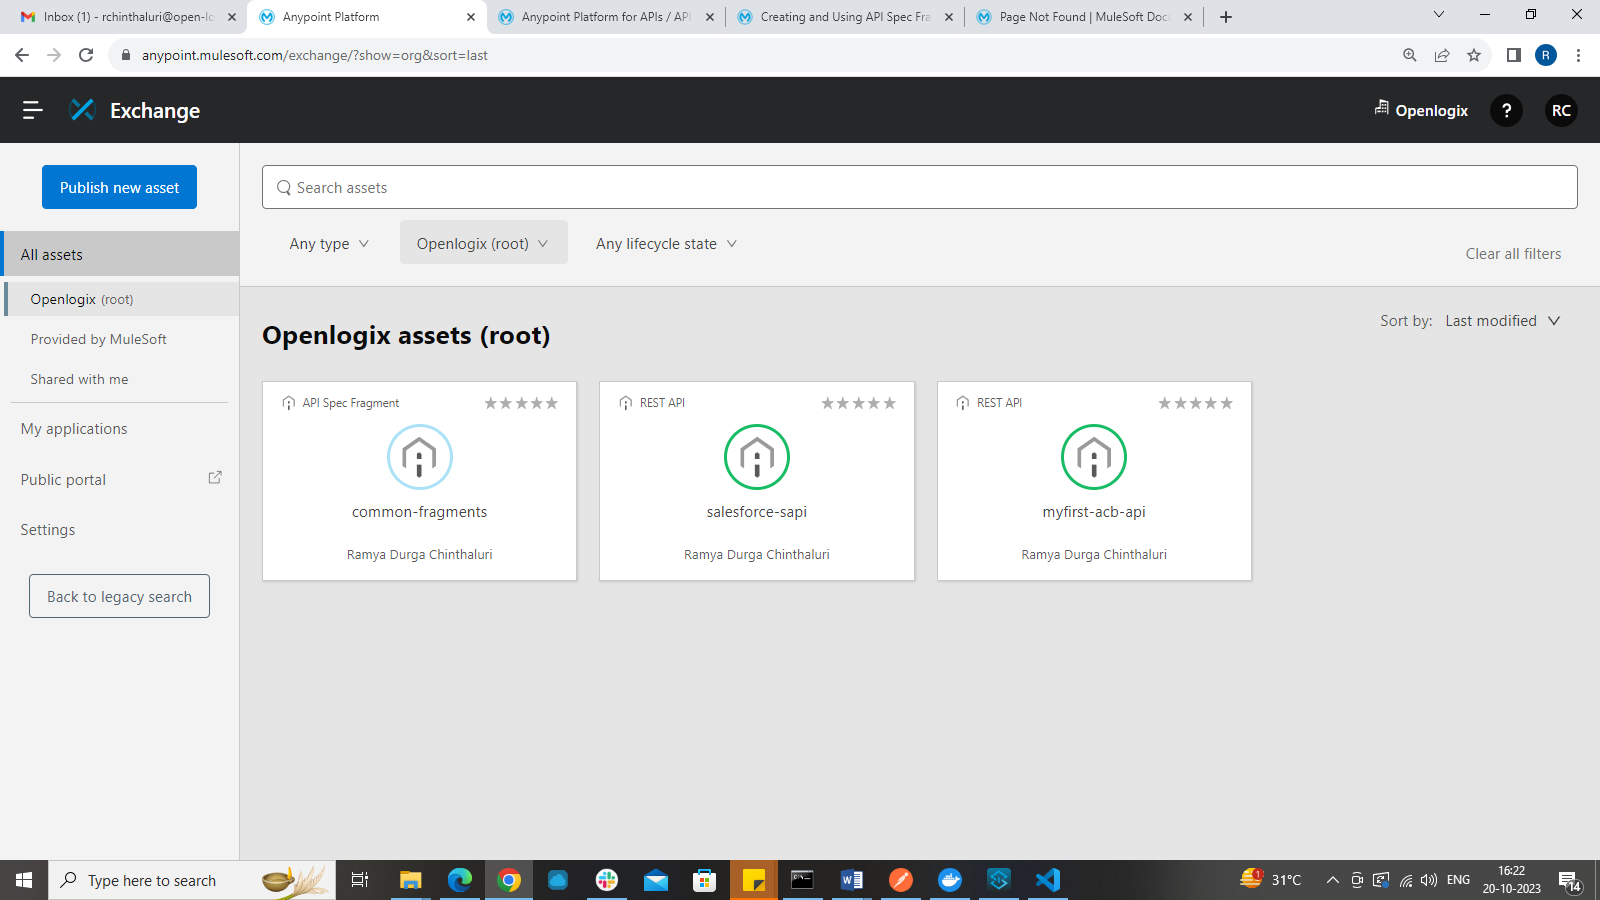 Inbox (1) - rchinthaluri@open-lo
Anypoint Platform
Anypoint Platform for APIs / API
Creating and Using API Spec Fra
Page Not Found | MuleSoft Doc
anypoint.mulesoft.com/exchange/?show=org&sort=last
R
Exchange
Openlogix
?
RC
Publish new asset
Search assets
Any type
Openlogix (root)
Any lifecycle state
Clear all filters
All assets
Openlogix (root)
Provided by MuleSoft
Shared with me
My applications
Public portal
Settings
Back to legacy search
Openlogix assets (root)
Sort by: Last modified
API Spec Fragment
common-fragments
Ramya Durga Chinthaluri
REST API
salesforce-sapi
Ramya Durga Chinthaluri
REST API
myfirst-acb-api
Ramya Durga Chinthaluri
Type here to search
1
31°C
ENG
16:22
20-10-2023
14